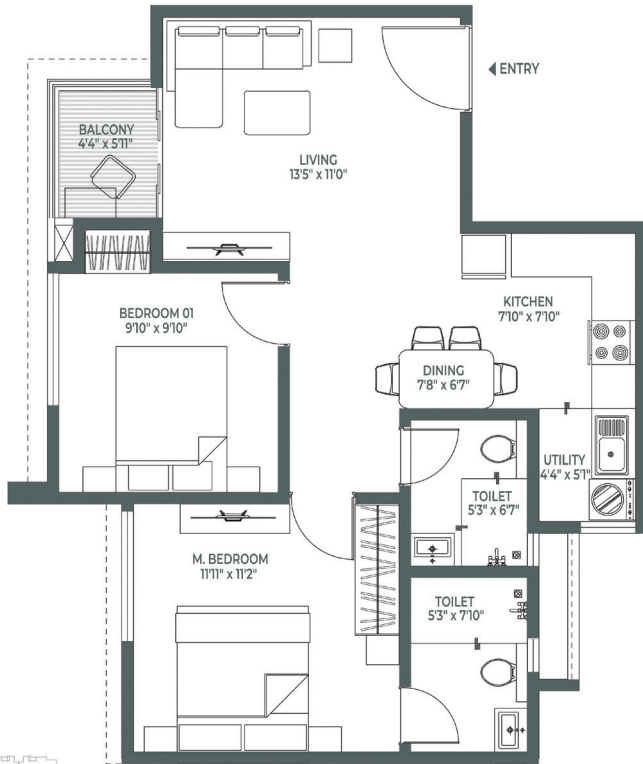 ENTRY
BALCONY
4'4" x 5'11"
LIVING
13'5" x 11'0"
BEDROOM 01
9'10" x 9'10"
KITCHEN
7'10" x 7'10"
DINING
7'8" x 6'7"
UTILITY
4'4" x 5'1"
TOILET
5'3" x 6'7"
M. BEDROOM
11'11" x 11'2"
TOILET
5'3" x 7'10"